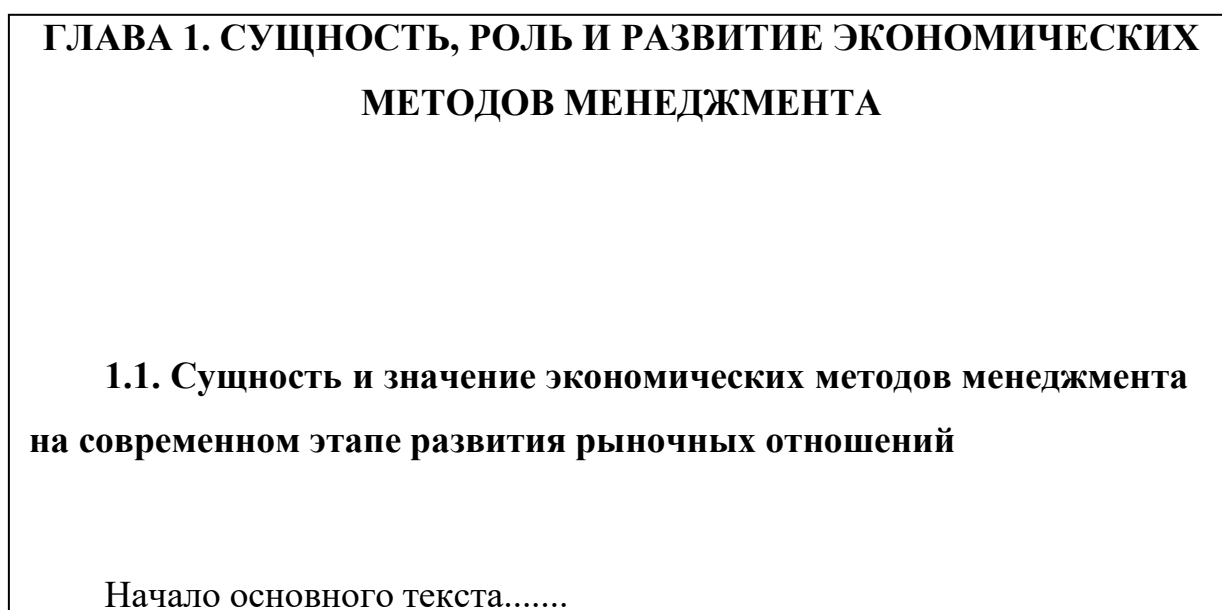 ГЛАВА 1. СУЩНОСТЬ, РОЛЬ И РАЗВИТИЕ ЭКОНОМИЧЕСКИХ
МЕТОДОВ МЕНЕДЖМЕНТА
1.1. Сущность и значение экономических методов менеджмента
на современном этапе развития рыночных отношений
Начало основного текста.......